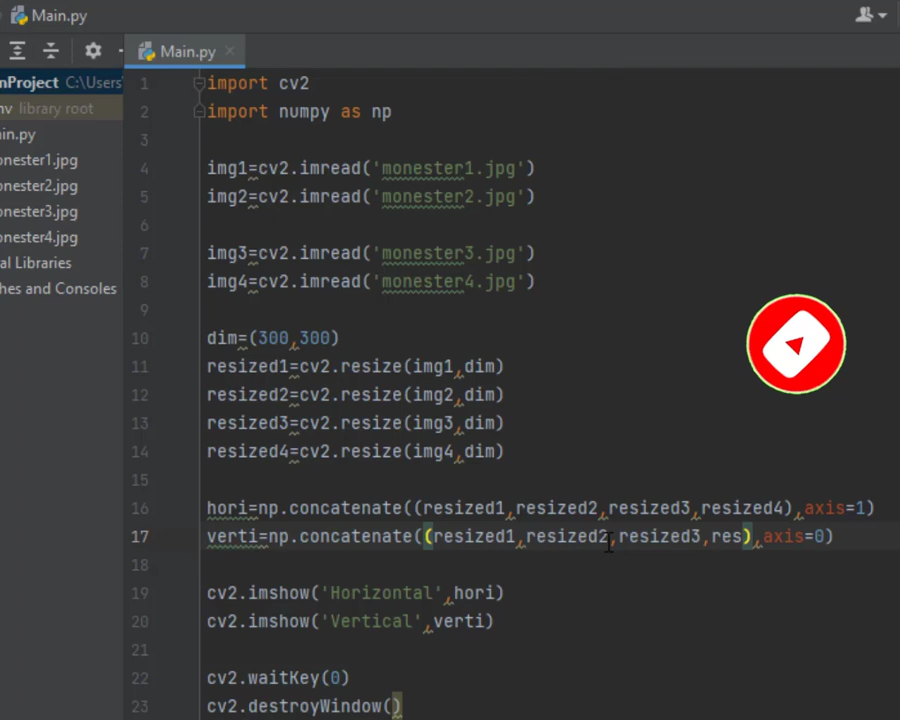 Main.py
Main.py
nProject C:\Users
nv library root
in.py
onester1.jpg
onester2.jpg
onester3.jpg
onester4.jpg
al Libraries
hes and Consoles
1 import cv2
2 import numpy as np
3
4 img1=cv2.imread('monester1.jpg')
5 img2=cv2.imread('monester2.jpg')
6
7 img3=cv2.imread('monester3.jpg')
8 img4=cv2.imread('monester4.jpg')
9
10 dim=(300,300)
11 resized1=cv2.resize(img1,dim)
12 resized2=cv2.resize(img2,dim)
13 resized3=cv2.resize(img3,dim)
14 resized4=cv2.resize(img4,dim)
15
16 hori=np.concatenate((resized1,resized2,resized3,resized4),axis=1)
17 verti=np.concatenate((resized1,resized2,resized3,res),axis=0)
18
19 cv2.imshow('Horizontal',hori)
20 cv2.imshow('Vertical',verti)
21
22 cv2.waitKey(0)
23 cv2.destroyWindow()